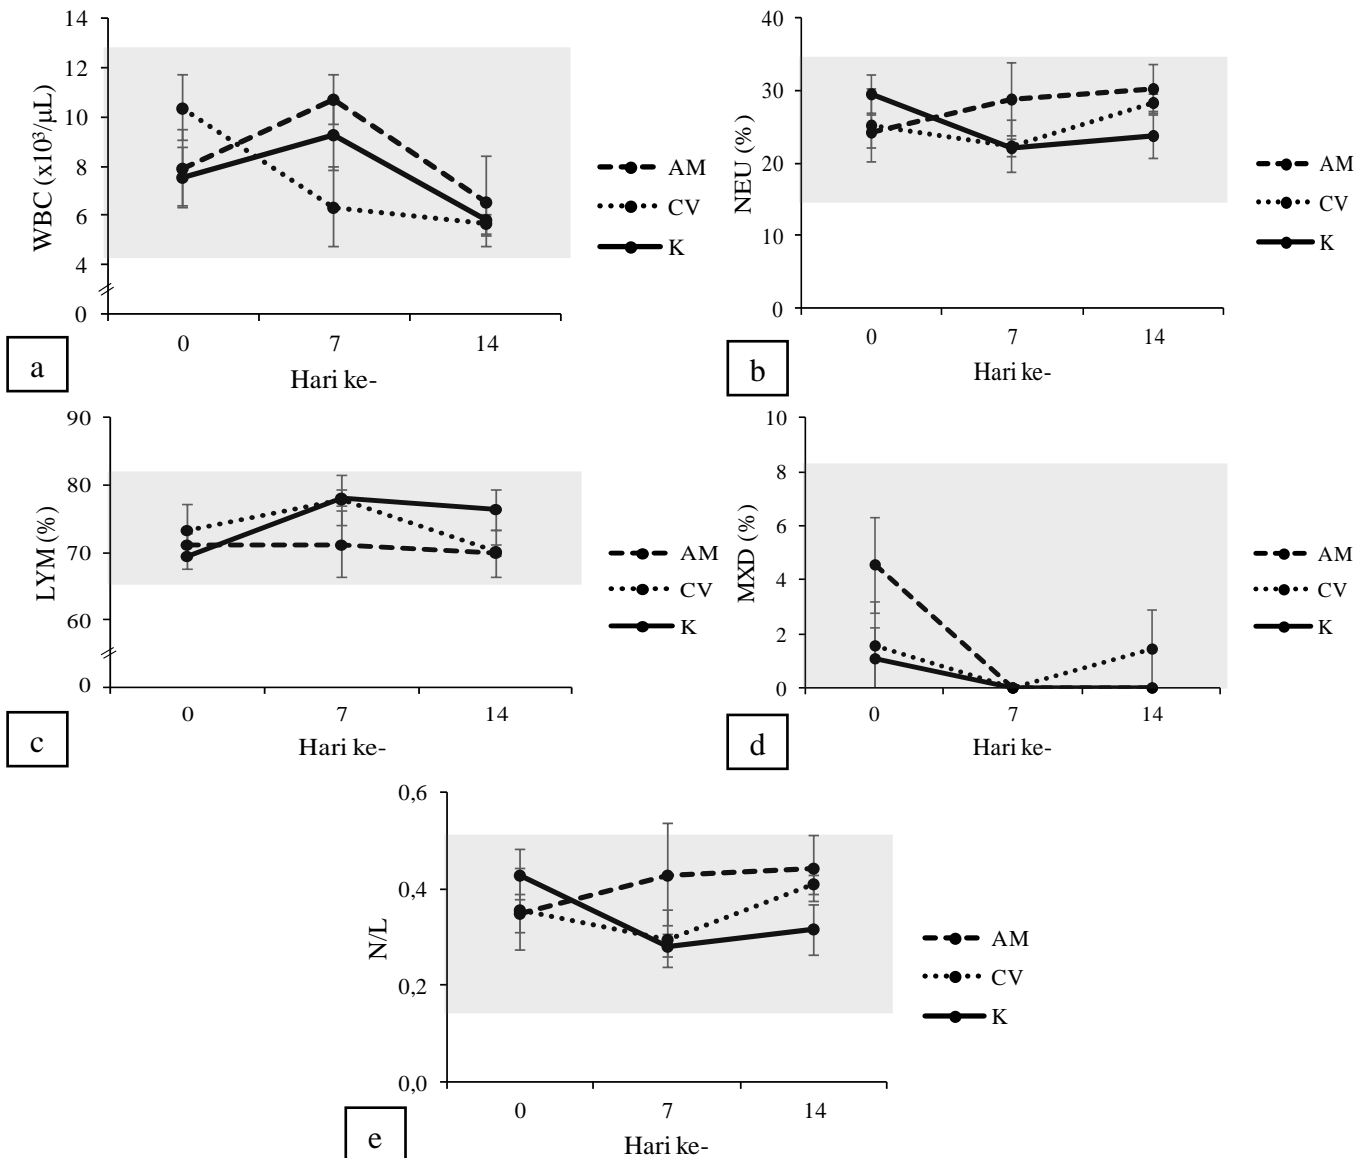 14
12
10
8
6
4
0
WBC (x10³/µL)
0 7 14
Hari ke-
AM
CV
K
a
40
30
20
10
0
NEU (%)
0 7 14
Hari ke-
AM
CV
K
b
90
80
70
60
0
LYM (%)
0 7 14
Hari ke-
AM
CV
K
c
10
8
6
4
2
0
MXD (%)
0 7 14
Hari ke-
AM
CV
K
d
0,6
0,4
0,2
0,0
N/L
0 7 14
Hari ke-
AM
CV
K
e